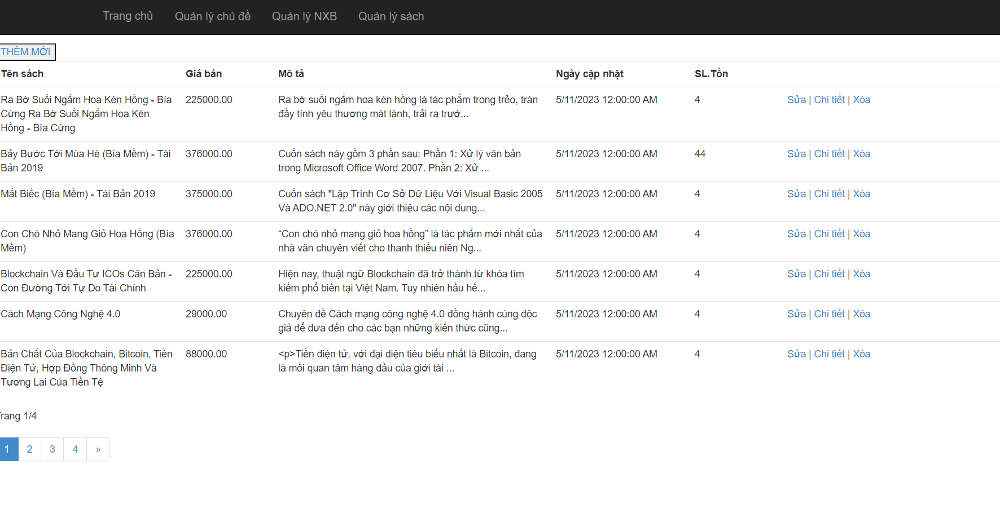 Trang chủ Quản lý chủ đề Quản lý NXB Quản lý sách
THÊM MỚI
Tên sách Giá bán Mô tả Ngày cập nhật SL.Tồn
Ra Bờ Suối Ngắm Hoa Kèn Hồng - Bìa 225000.00 Ra bờ suối ngắm hoa kèn hồng là tác phẩm trong trẻo, tràn 5/11/2023 12:00:00 AM 4 Sửa | Chi tiết | Xóa
Cứng Ra Bờ Suối Ngắm Hoa Kèn đầy tình yêu thương mát lành, trải ra trướ...
Hồng - Bìa Cứng
Bảy Bước Tới Mùa Hè (Bìa Mềm) - Tái 376000.00 Cuốn sách này gồm 3 phần sau: Phần 1: Xử lý văn bản 5/11/2023 12:00:00 AM 44 Sửa | Chi tiết | Xóa
Bản 2019 trong Microsoft Office Word 2007. Phần 2: Xử ...
Mắt Biếc (Bìa Mềm) - Tái Bản 2019 375000.00 Cuốn sách "Lập Trình Cơ Sở Dữ Liệu Với Visual Basic 2005 5/11/2023 12:00:00 AM 4 Sửa | Chi tiết | Xóa
Và ADO.NET 2.0" này giới thiệu các nội dung...
Con Chó Nhỏ Mang Giỏ Hoa Hồng (Bìa 376000.00 “Con chó nhỏ mang giỏ hoa hồng” là tác phẩm mới nhất của 5/11/2023 12:00:00 AM 4 Sửa | Chi tiết | Xóa
Mềm) nhà văn chuyên viết cho thanh thiếu niên Ng...
Blockchain Và Đầu Tư ICOs Căn Bản - 225000.00 Hiện nay, thuật ngữ Blockchain đã trở thành từ khóa tìm 5/11/2023 12:00:00 AM 4 Sửa | Chi tiết | Xóa
Con Đường Tới Tự Do Tài Chính kiếm phổ biến tại Việt Nam. Tuy nhiên hầu hế...
Cách Mạng Công Nghệ 4.0 29000.00 Chuyên đề Cách mạng công nghệ 4.0 đồng hành cùng độc 5/11/2023 12:00:00 AM 4 Sửa | Chi tiết | Xóa
giả để đưa đến cho các bạn những kiến thức cũng...
Bản Chất Của Blockchain, Bitcoin, Tiền 88000.00 <p>Tiền điện tử, với đại diện tiêu biểu nhất là Bitcoin, đang 5/11/2023 12:00:00 AM 4 Sửa | Chi tiết | Xóa
Điện Tử, Hợp Đồng Thông Minh Và là mối quan tâm hàng đầu của giới tài ...
Tương Lai Của Tiền Tệ
Trang 1/4
1 2 3 4 »